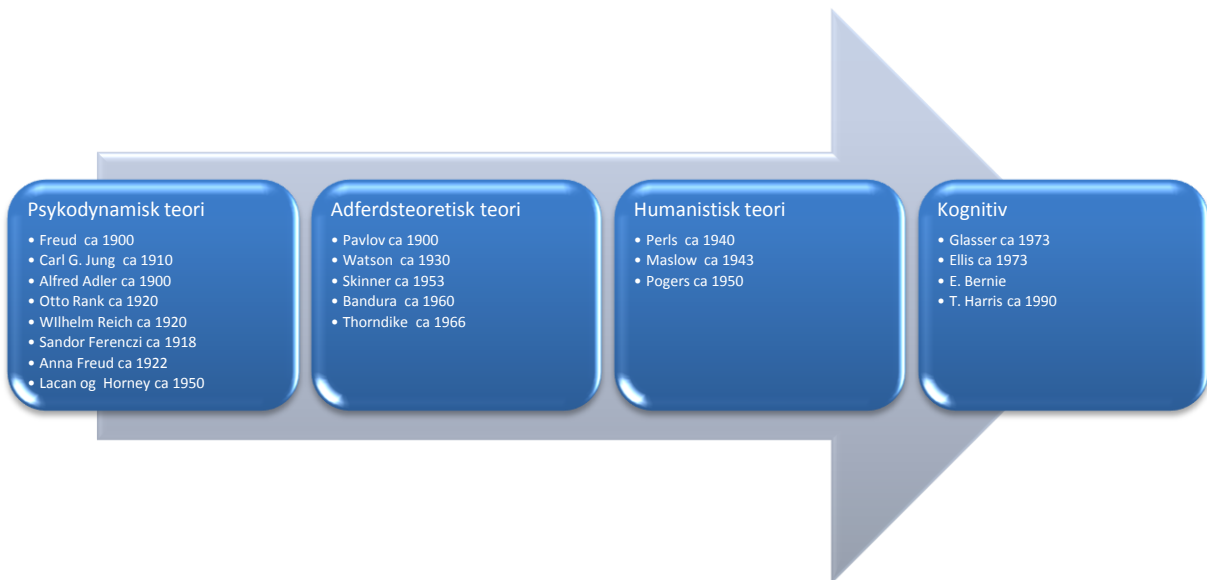 Psykodynamisk teori
• Freud  ca 1900
• Carl G. Jung  ca 1910
• Alfred Adler ca 1900
• Otto Rank ca 1920
• WIlhelm Reich ca 1920
• Sandor Ferenczi ca 1918
• Anna Freud ca 1922
• Lacan og  Horney ca 1950
Adferdsteoretisk teori
• Pavlov ca 1900
• Watson ca 1930
• Skinner ca 1953
• Bandura  ca 1960
• Thorndike  ca 1966
Humanistisk teori
• Perls  ca 1940
• Maslow  ca 1943
• Pogers ca 1950
Kognitiv
• Glasser ca 1973
• Ellis ca 1973
• E. Bernie
• T. Harris ca 1990